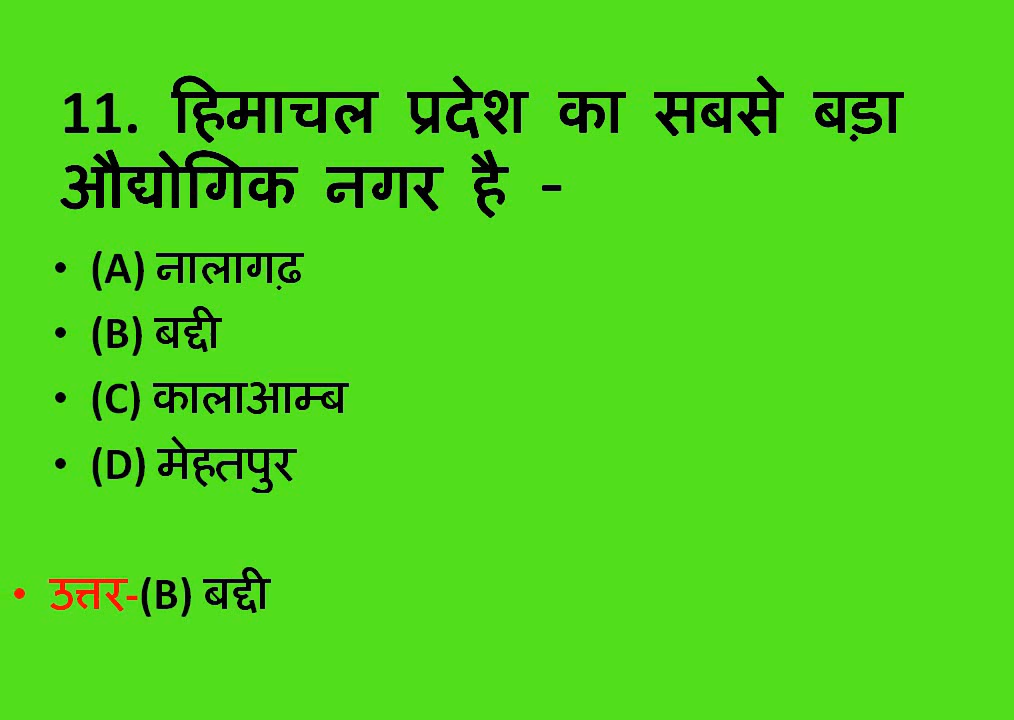 11. हिमाचल प्रदेश का सबसे बड़ा
औद्योगिक नगर है -
• (A) नालागढ़
• (B) बद्दी
• (C) कालाआम्ब
• (D) मेहतपुर
• उत्तर-(B) बद्दी